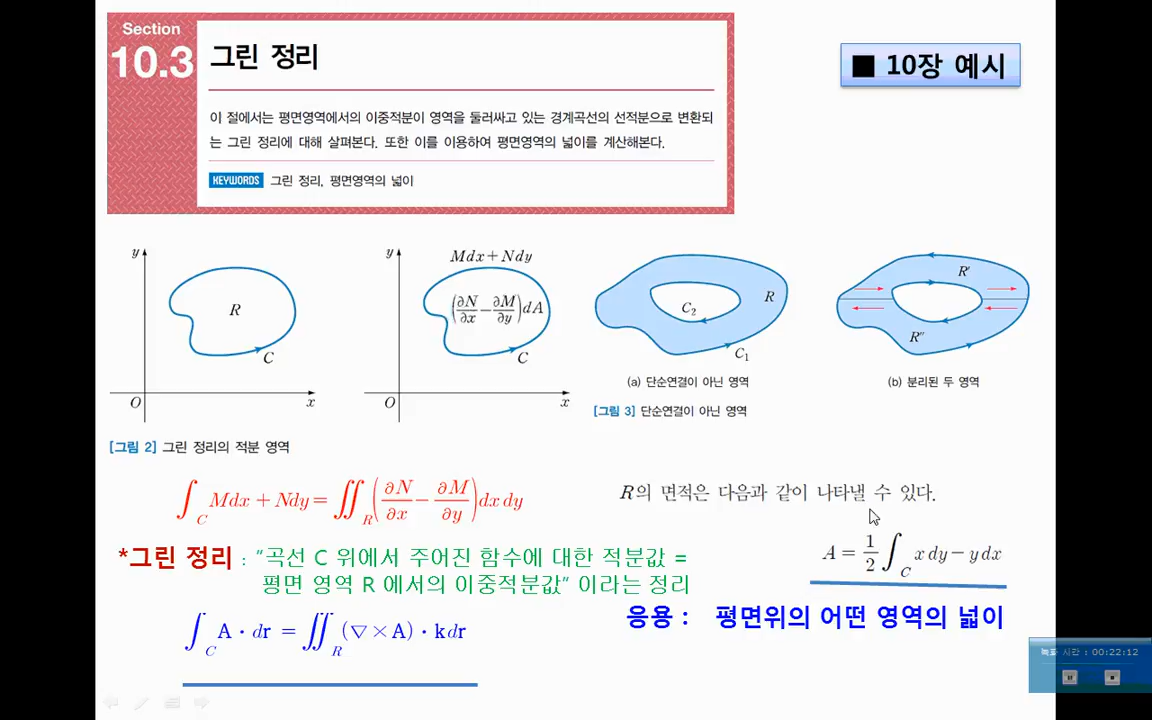 Section
10.3
그린 정리
■ 10장 예시
이 절에서는 평면영역에서의 이중적분이 영역을 둘러싸고 있는 경계곡선의 선적분으로 변환되
는 그린 정리에 대해 살펴본다. 또한 이를 이용하여 평면영역의 넓이를 계산해본다.
KEYWORDS 그린 정리, 평면영역의 넓이
y
R
C
O
x
y
Mdx+Ndy
(∂N/∂x − ∂M/∂y)dA
C
O
x
R
C₂
C₁
R′
R″
(a) 단순연결이 아닌 영역
(b) 분리된 두 영역
[그림 3] 단순연결이 아닌 영역
[그림 2] 그린 정리의 적분 영역
∫_C Mdx+Ndy = ∬_R (∂N/∂x − ∂M/∂y) dx dy
R의 면적은 다음과 같이 나타낼 수 있다.
A = 1/2 ∫_C x dy − y dx
*그린 정리 : “곡선 C 위에서 주어진 함수에 대한 적분값 =
평면 영역 R 에서의 이중적분값” 이라는 정리
응용 : 평면위의 어떤 영역의 넓이
∫_C A · dr = ∬_R (∇×A) · kdr
녹화 시간 : 00:22:12